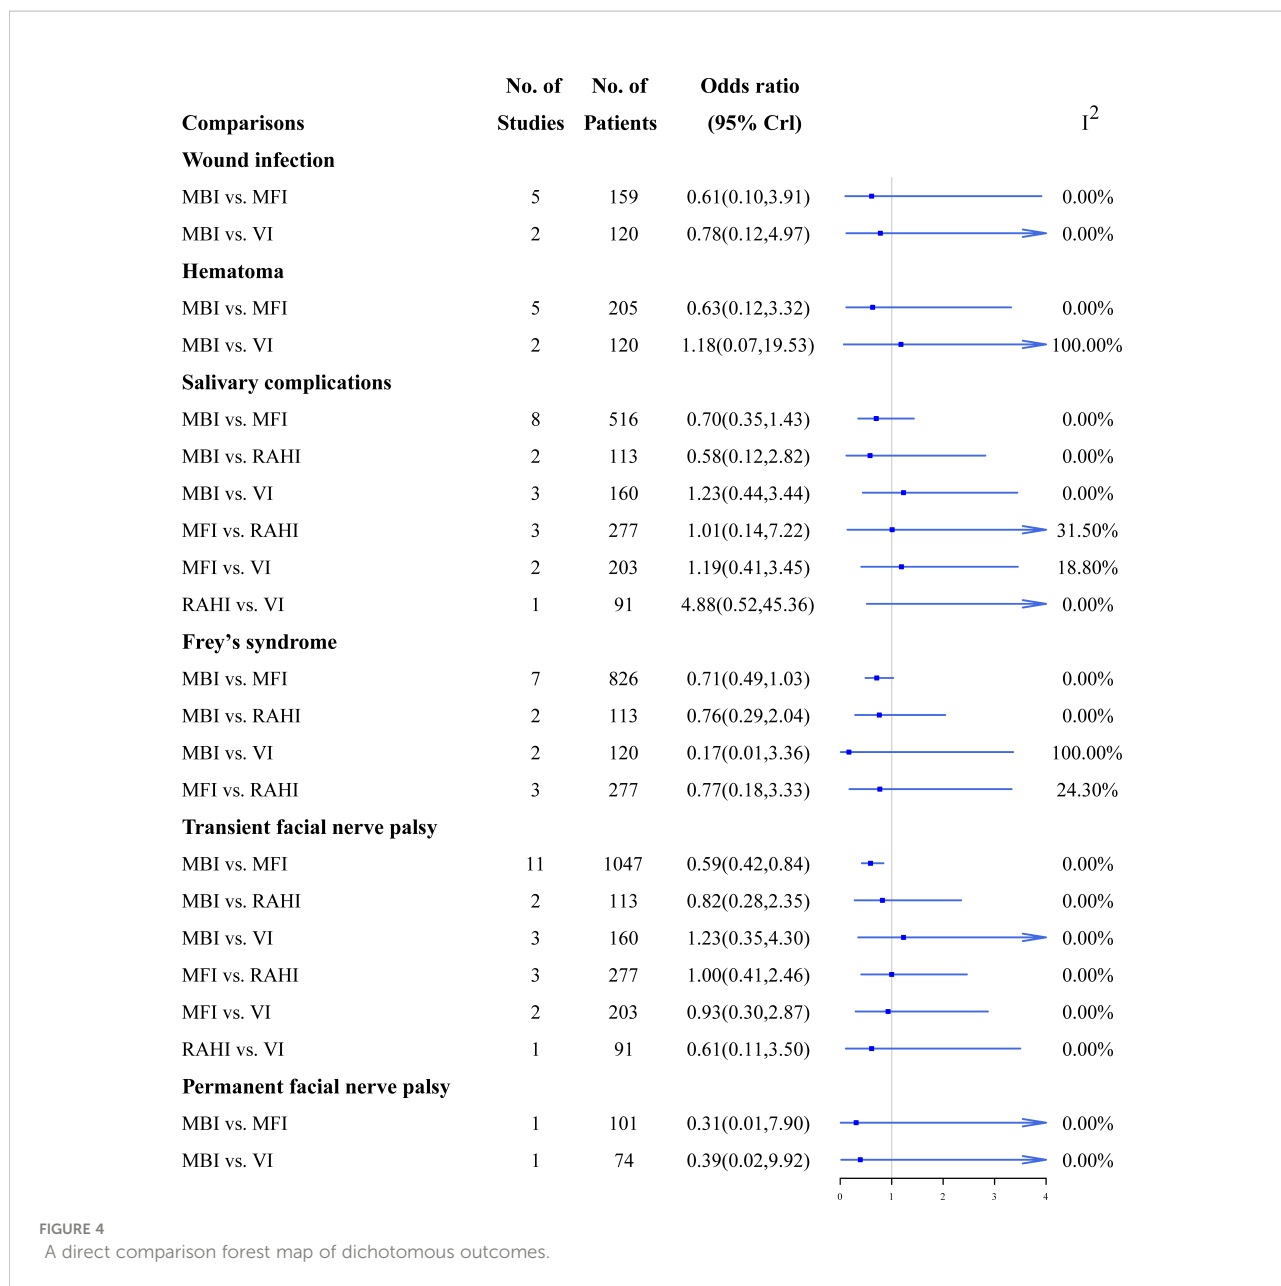 No. of No. of Odds ratio
Comparisons Studies Patients (95% Crl) I2
Wound infection
MBI vs. MFI 5 159 0.61(0.10,3.91) 0.00%
MBI vs. VI 2 120 0.78(0.12,4.97) 0.00%
Hematoma
MBI vs. MFI 5 205 0.63(0.12,3.32) 0.00%
MBI vs. VI 2 120 1.18(0.07,19.53) 100.00%
Salivary complications
MBI vs. MFI 8 516 0.70(0.35,1.43) 0.00%
MBI vs. RAHI 2 113 0.58(0.12,2.82) 0.00%
MBI vs. VI 3 160 1.23(0.44,3.44) 0.00%
MFI vs. RAHI 3 277 1.01(0.14,7.22) 31.50%
MFI vs. VI 2 203 1.19(0.41,3.45) 18.80%
RAHI vs. VI 1 91 4.88(0.52,45.36) 0.00%
Frey’s syndrome
MBI vs. MFI 7 826 0.71(0.49,1.03) 0.00%
MBI vs. RAHI 2 113 0.76(0.29,2.04) 0.00%
MBI vs. VI 2 120 0.17(0.01,3.36) 100.00%
MFI vs. RAHI 3 277 0.77(0.18,3.33) 24.30%
Transient facial nerve palsy
MBI vs. MFI 11 1047 0.59(0.42,0.84) 0.00%
MBI vs. RAHI 2 113 0.82(0.28,2.35) 0.00%
MBI vs. VI 3 160 1.23(0.35,4.30) 0.00%
MFI vs. RAHI 3 277 1.00(0.41,2.46) 0.00%
MFI vs. VI 2 203 0.93(0.30,2.87) 0.00%
RAHI vs. VI 1 91 0.61(0.11,3.50) 0.00%
Permanent facial nerve palsy
MBI vs. MFI 1 101 0.31(0.01,7.90) 0.00%
MBI vs. VI 1 74 0.39(0.02,9.92) 0.00%
0 1 2 3 4
FIGURE 4
A direct comparison forest map of dichotomous outcomes.